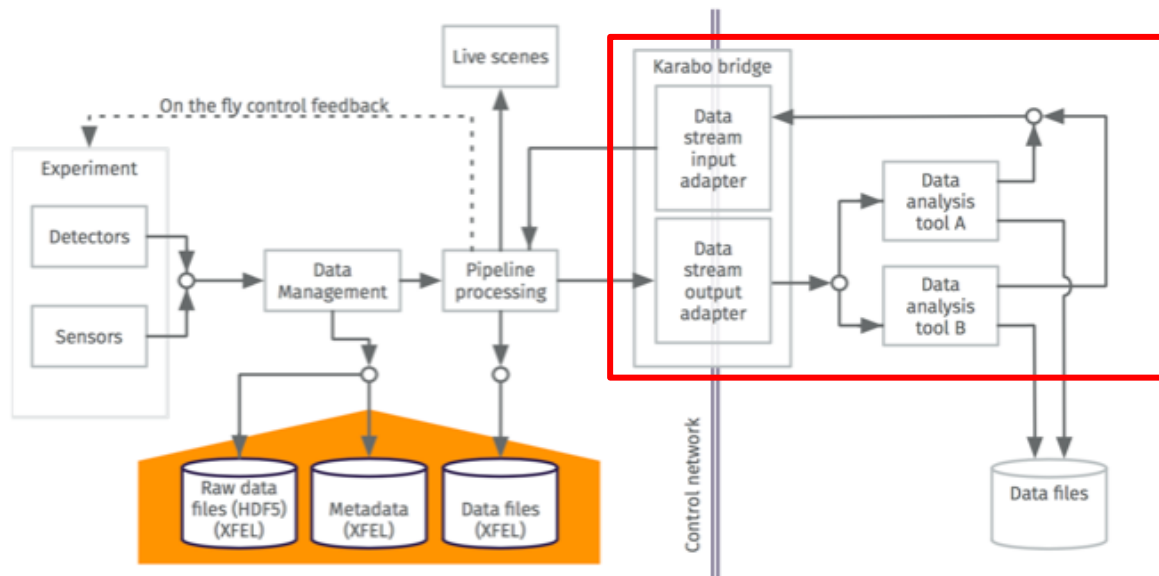 Live scenes
On the fly control feedback
Experiment
Detectors
Sensors
Data
Management
Pipeline
processing
Karabo bridge
Data
stream
input
adapter
Data
stream
output
adapter
Data
analysis
tool A
Data
analysis
tool B
Raw data
files (HDF5)
(XFEL)
Metadata
(XFEL)
Data files
(XFEL)
Control network
Data files